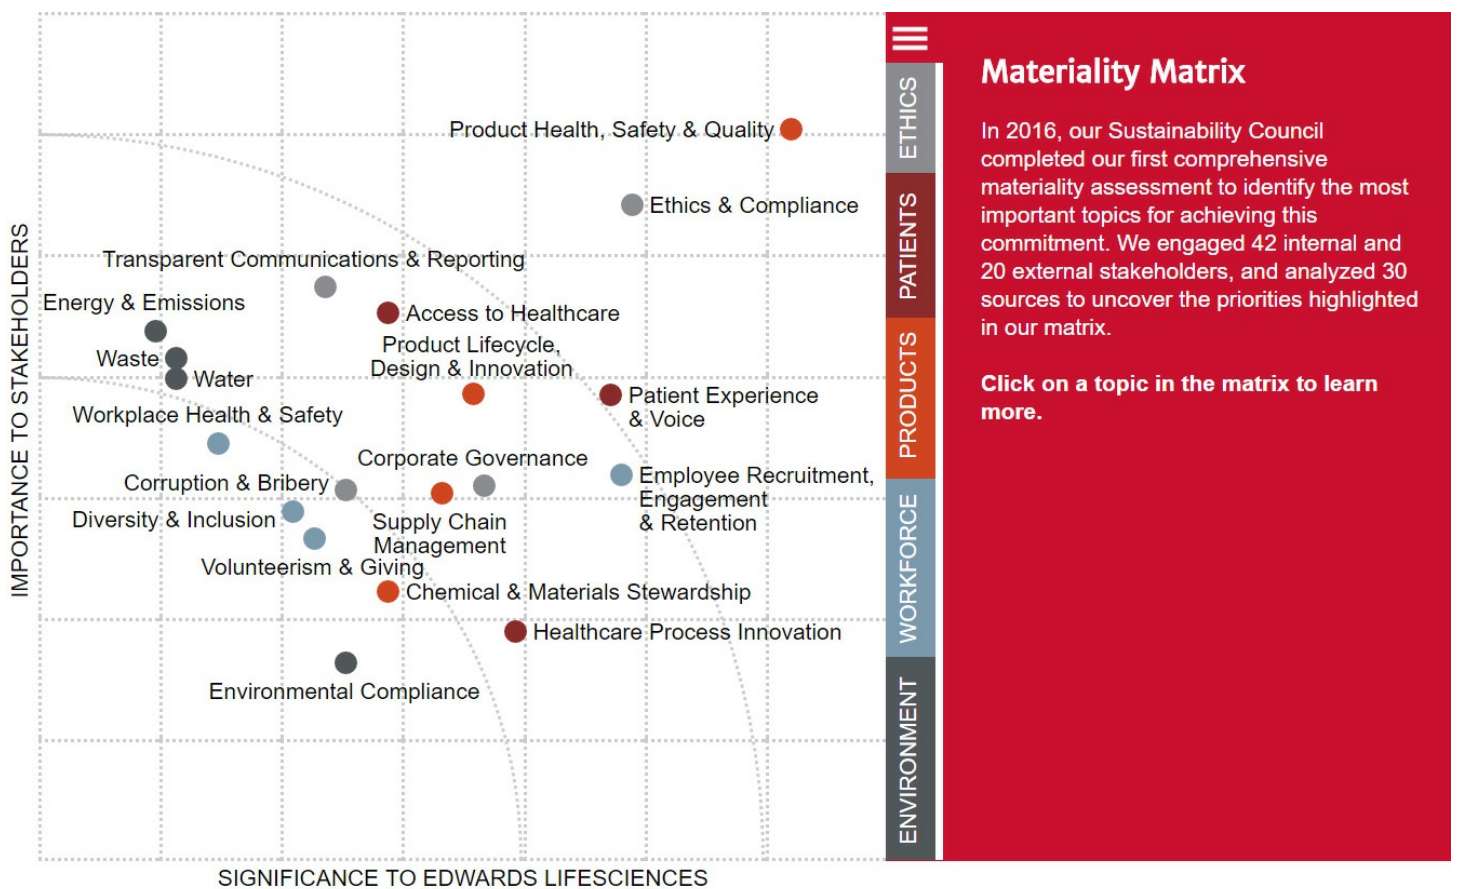 Product Health, Safety & Quality
Ethics & Compliance
Transparent Communications & Reporting
Energy & Emissions
Access to Healthcare
Waste
Product Lifecycle,
Design & Innovation
Water
Patient Experience
& Voice
Workplace Health & Safety
Corporate Governance
Employee Recruitment,
Engagement
& Retention
Corruption & Bribery
Diversity & Inclusion
Supply Chain
Management
Volunteerism & Giving
Chemical & Materials Stewardship
Healthcare Process Innovation
Environmental Compliance
IMPORTANCE TO STAKEHOLDERS
SIGNIFICANCE TO EDWARDS LIFESCIENCES
ETHICS
PATIENTS
PRODUCTS
WORKFORCE
ENVIRONMENT
Materiality Matrix
In 2016, our Sustainability Council
completed our first comprehensive
materiality assessment to identify the most
important topics for achieving this
commitment. We engaged 42 internal and
20 external stakeholders, and analyzed 30
sources to uncover the priorities highlighted
in our matrix.
Click on a topic in the matrix to learn
more.